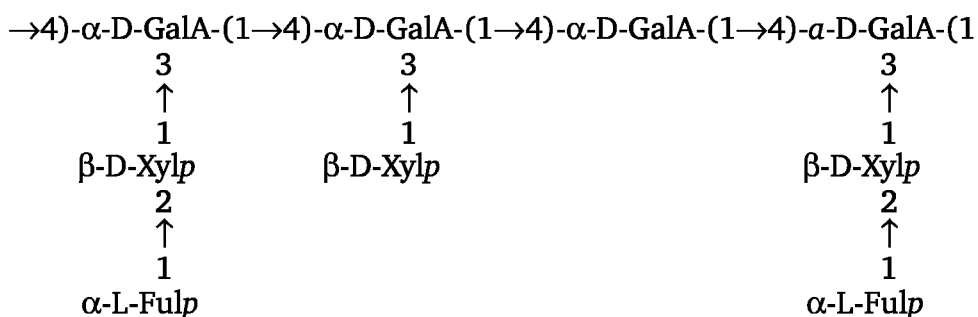 →4)-α-D-GalA-(1→4)-α-D-GalA-(1→4)-α-D-GalA-(1→4)-a-D-GalA-(1
3 3 3
↑ ↑ ↑
1 1 1
β-D-Xylp β-D-Xylp β-D-Xylp
2 2
↑ ↑
1 1
α-L-Fulp α-L-Fulp